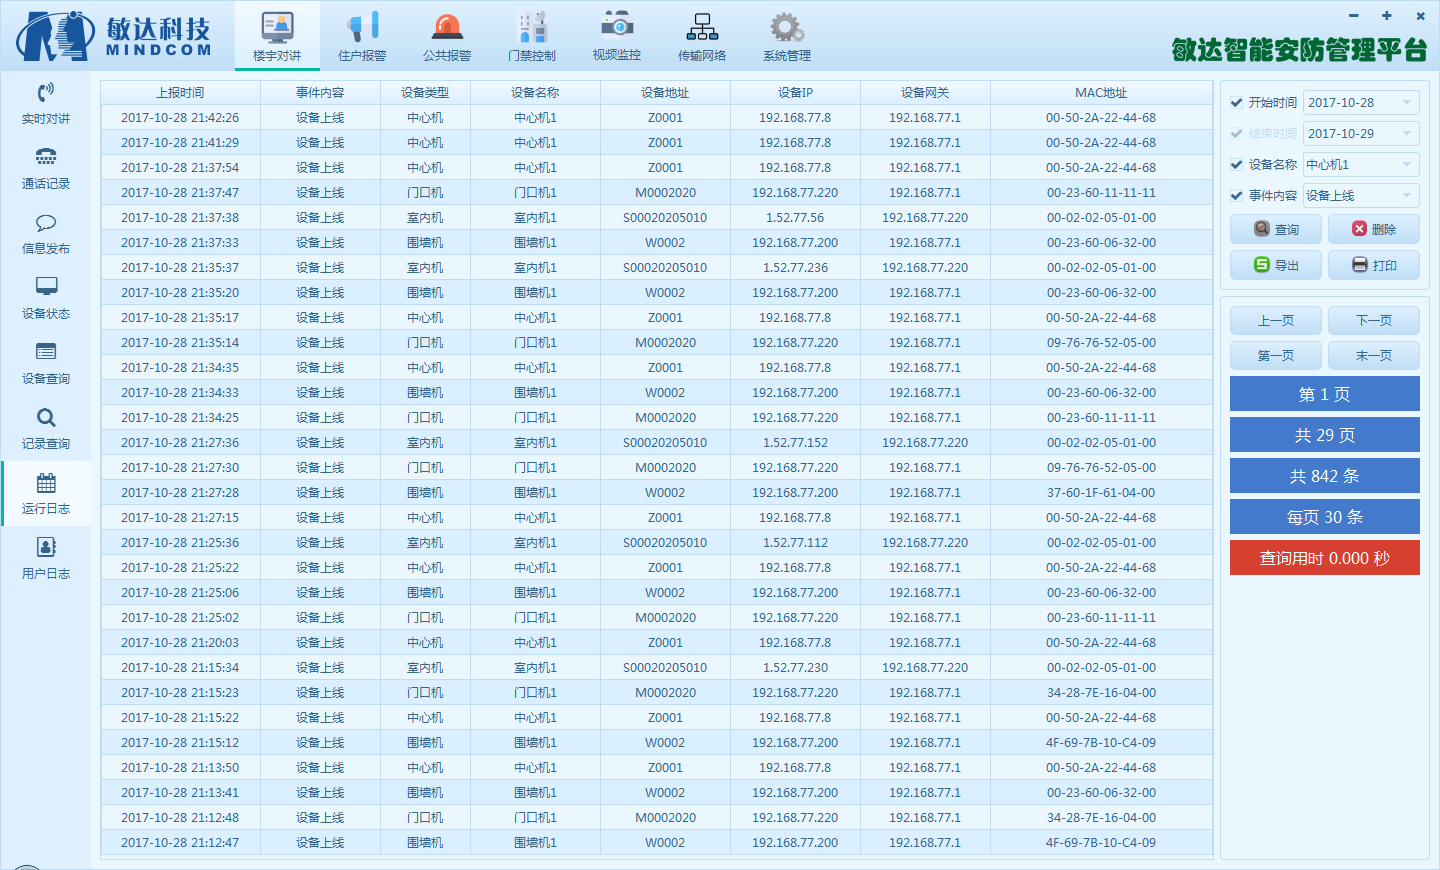 敏达科技
MINDCOM
楼宇对讲 住户报警 公共报警 门禁控制 视频监控 传输网络 系统管理
敏达智能安防管理平台
实时对讲
通话记录
信息发布
设备状态
设备查询
记录查询
运行日志
用户日志
上报时间 事件内容 设备类型 设备名称 设备地址 设备IP 设备网关 MAC地址
2017-10-28 21:42:26 设备上线 中心机 中心机1 Z0001 192.168.77.8 192.168.77.1 00-50-2A-22-44-68
2017-10-28 21:41:29 设备上线 中心机 中心机1 Z0001 192.168.77.8 192.168.77.1 00-50-2A-22-44-68
2017-10-28 21:37:54 设备上线 中心机 中心机1 Z0001 192.168.77.8 192.168.77.1 00-50-2A-22-44-68
2017-10-28 21:37:47 设备上线 门口机 门口机1 M0002020 192.168.77.220 192.168.77.1 00-23-60-11-11-11
2017-10-28 21:37:38 设备上线 室内机 室内机1 S00020205010 1.52.77.56 192.168.77.220 00-02-02-05-01-00
2017-10-28 21:37:33 设备上线 围墙机 围墙机1 W0002 192.168.77.200 192.168.77.1 00-23-60-06-32-00
2017-10-28 21:35:37 设备上线 室内机 室内机1 S00020205010 1.52.77.236 192.168.77.220 00-02-02-05-01-00
2017-10-28 21:35:20 设备上线 围墙机 围墙机1 W0002 192.168.77.200 192.168.77.1 00-23-60-06-32-00
2017-10-28 21:35:17 设备上线 中心机 中心机1 Z0001 192.168.77.8 192.168.77.1 00-50-2A-22-44-68
2017-10-28 21:35:14 设备上线 门口机 门口机1 M0002020 192.168.77.220 192.168.77.1 09-76-76-52-05-00
2017-10-28 21:34:35 设备上线 中心机 中心机1 Z0001 192.168.77.8 192.168.77.1 00-50-2A-22-44-68
2017-10-28 21:34:33 设备上线 围墙机 围墙机1 W0002 192.168.77.200 192.168.77.1 00-23-60-06-32-00
2017-10-28 21:34:25 设备上线 门口机 门口机1 M0002020 192.168.77.220 192.168.77.1 00-23-60-11-11-11
2017-10-28 21:27:36 设备上线 室内机 室内机1 S00020205010 1.52.77.152 192.168.77.220 00-02-02-05-01-00
2017-10-28 21:27:30 设备上线 门口机 门口机1 M0002020 192.168.77.220 192.168.77.1 09-76-76-52-05-00
2017-10-28 21:27:28 设备上线 围墙机 围墙机1 W0002 192.168.77.200 192.168.77.1 37-60-1F-61-04-00
2017-10-28 21:27:15 设备上线 中心机 中心机1 Z0001 192.168.77.8 192.168.77.1 00-50-2A-22-44-68
2017-10-28 21:25:36 设备上线 室内机 室内机1 S00020205010 1.52.77.112 192.168.77.220 00-02-02-05-01-00
2017-10-28 21:25:22 设备上线 中心机 中心机1 Z0001 192.168.77.8 192.168.77.1 00-50-2A-22-44-68
2017-10-28 21:25:06 设备上线 围墙机 围墙机1 W0002 192.168.77.200 192.168.77.1 00-23-60-06-32-00
2017-10-28 21:25:02 设备上线 门口机 门口机1 M0002020 192.168.77.220 192.168.77.1 00-23-60-11-11-11
2017-10-28 21:20:03 设备上线 中心机 中心机1 Z0001 192.168.77.8 192.168.77.1 00-50-2A-22-44-68
2017-10-28 21:15:34 设备上线 室内机 室内机1 S00020205010 1.52.77.230 192.168.77.220 00-02-02-05-01-00
2017-10-28 21:15:23 设备上线 门口机 门口机1 M0002020 192.168.77.220 192.168.77.1 34-28-7E-16-04-00
2017-10-28 21:15:22 设备上线 中心机 中心机1 Z0001 192.168.77.8 192.168.77.1 00-50-2A-22-44-68
2017-10-28 21:15:12 设备上线 围墙机 围墙机1 W0002 192.168.77.200 192.168.77.1 4F-69-7B-10-C4-09
2017-10-28 21:13:50 设备上线 中心机 中心机1 Z0001 192.168.77.8 192.168.77.1 00-50-2A-22-44-68
2017-10-28 21:13:41 设备上线 围墙机 围墙机1 W0002 192.168.77.200 192.168.77.1 00-23-60-06-32-00
2017-10-28 21:12:48 设备上线 门口机 门口机1 M0002020 192.168.77.220 192.168.77.1 34-28-7E-16-04-00
2017-10-28 21:12:47 设备上线 围墙机 围墙机1 W0002 192.168.77.200 192.168.77.1 4F-69-7B-10-C4-09
开始时间 2017-10-28
结束时间 2017-10-29
设备名称 中心机1
事件内容 设备上线
查询 删除
导出 打印
上一页 下一页
第一页 末一页
第 1 页
共 29 页
共 842 条
每页 30 条
查询用时 0.000 秒